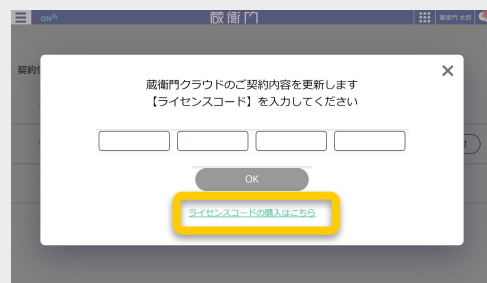 ON
蔵衛門
蔵衛門 太郎
契約
蔵衛門クラウドのご契約内容を更新します
【ライセンスコード】を入力してください
OK
ライセンスコードの購入はこちら